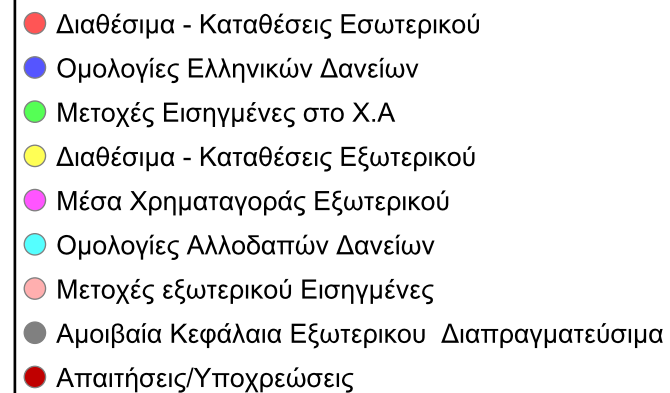 Διαθέσιμα - Καταθέσεις Εσωτερικού
Ομολογίες Ελληνικών Δανείων
Μετοχές Εισηγμένες στο Χ.Α
Διαθέσιμα - Καταθέσεις Εξωτερικού
Μέσα Χρηματαγοράς Εξωτερικού
Ομολογίες Αλλοδαπών Δανείων
Μετοχές εξωτερικού Εισηγμένες
Αμοιβαία Κεφάλαια Εξωτερικου  Διαπραγματεύσιμα
Απαιτήσεις/Υποχρεώσεις